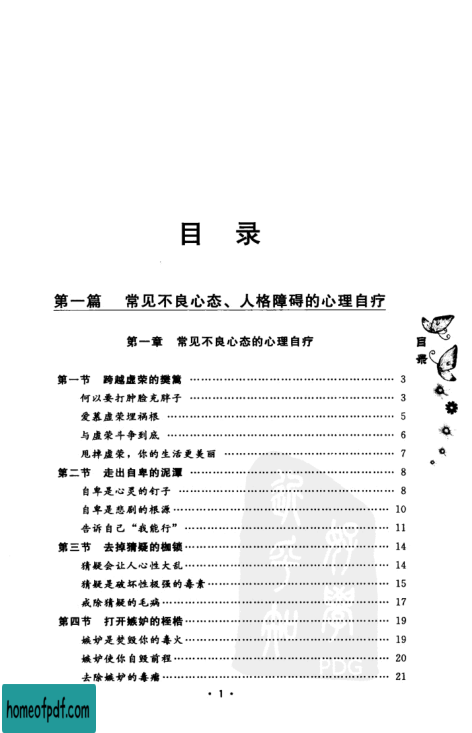 目 录
第一篇 常见不良心态、人格障碍的心理自疗
第一章 常见不良心态的心理自疗
第一节 跨越虚荣的樊篱 …… 3
何以要打肿脸充胖子 …… 3
爱慕虚荣埋祸根 …… 5
与虚荣斗争到底 …… 6
甩掉虚荣，你的生活更美丽 …… 7
第二节 走出自卑的泥潭 …… 8
自卑是心灵的钉子 …… 8
自卑是悲剧的根源 …… 10
告诉自己“我能行” …… 11
第三节 去掉猜疑的枷锁 …… 14
猜疑会让人心性大乱 …… 14
猜疑是破坏性极强的毒素 …… 15
戒除猜疑的毛病 …… 17
第四节 打开嫉妒的桎梏 …… 19
嫉妒是焚毁你的毒火 …… 19
嫉妒使你自毁前程 …… 20
去除嫉妒的毒瘤 …… 21
· 1 ·
目录
PDG
homeofpdf.com